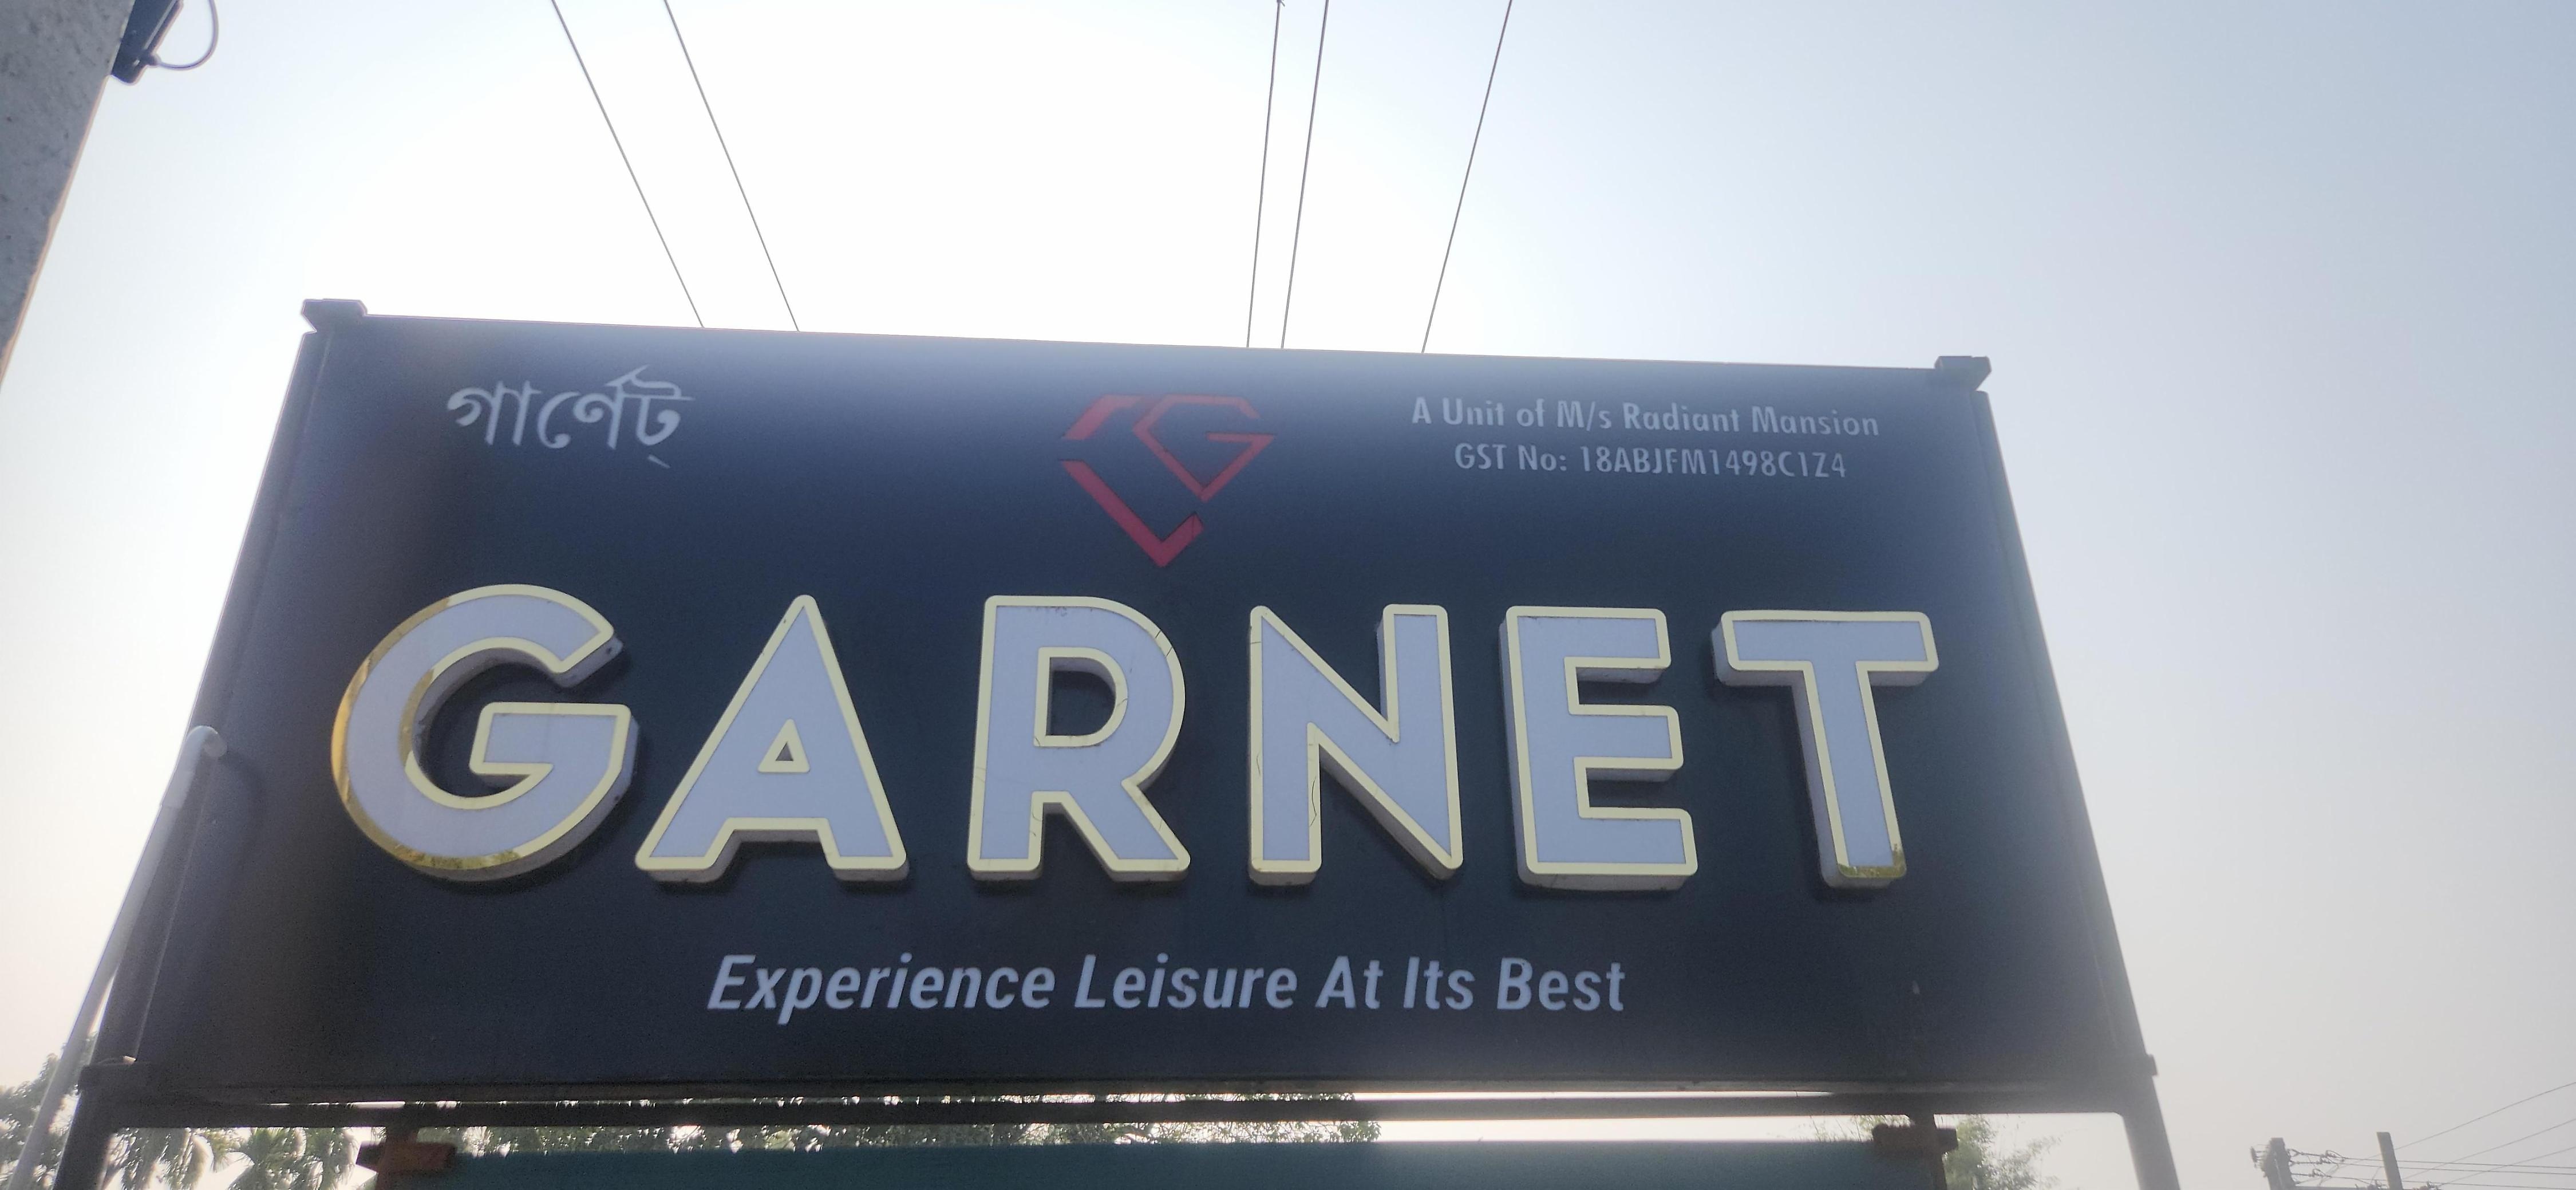 গাৰ্ণেট্
A Unit of M/s Radiant Mansion
GST No: 18ABJFM1498C1Z4
GARNET
Experience Leisure At Its Best